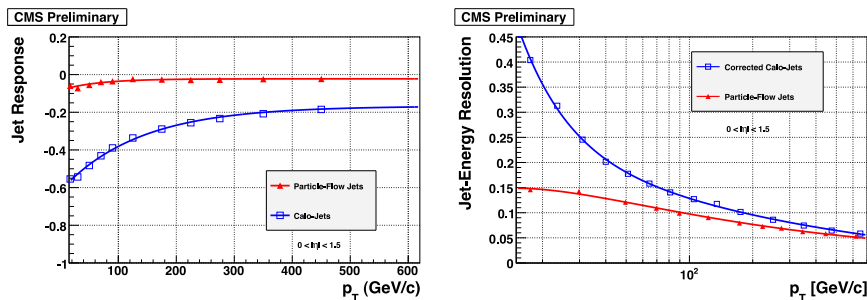 CMS Preliminary
Jet Response
0.2
0
-0.2
-0.4
-0.6
-0.8
-1
Particle-Flow Jets
Calo-Jets
0 < |η| < 1.5
100 200 300 400 500 600
p_T (GeV/c)
CMS Preliminary
Jet-Energy Resolution
0.45
0.4
0.35
0.3
0.25
0.2
0.15
0.1
0.05
0
Corrected Calo-Jets
Particle-Flow Jets
0 < |η| < 1.5
10²
p_T [GeV/c]